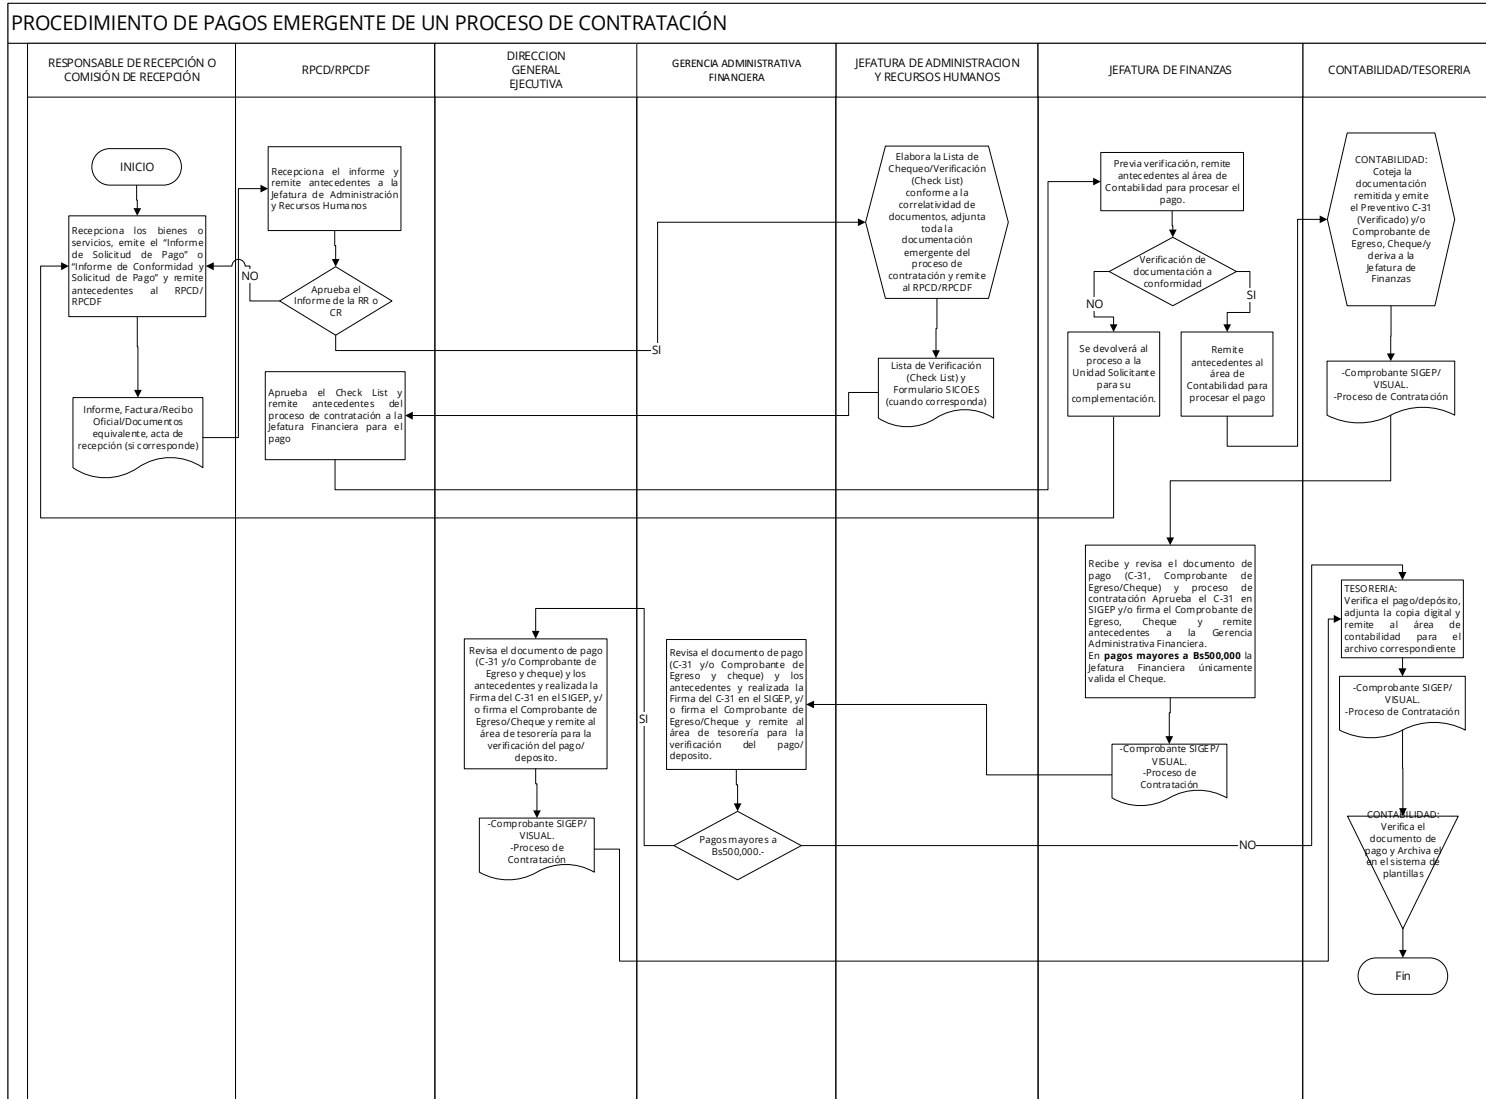 PROCEDIMIENTO DE PAGOS EMERGENTE DE UN PROCESO DE CONTRATACIÓN
RESPONSABLE DE RECEPCIÓN O
COMISIÓN DE RECEPCIÓN
RPCD/RPCDF
DIRECCION
GENERAL
EJECUTIVA
GERENCIA ADMINISTRATIVA
FINANCIERA
JEFATURA DE ADMINISTRACION
Y RECURSOS HUMANOS
JEFATURA DE FINANZAS
CONTABILIDAD/TESORERIA
INICIO
Recepciona los bienes o
servicios, emite el “Informe
de Solicitud de Pago” o
“Informe de Conformidad y
Solicitud de Pago” y remite
antecedentes al RPCD/
RPCDF
Informe, Factura/Recibo
Oficial/Documentos
equivalente, acta de
recepción (si corresponde)
Recepciona el informe y
remite antecedentes a la
Jefatura de Administración
y Recursos Humanos
NO
Aprueba el
Informe de la RR o
CR
SI
Aprueba el Check List y
remite antecedentes del
proceso de contratación a la
Jefatura Financiera para el
pago
Elabora la Lista de
Chequeo/Verificación
(Check List)
conforme a la
correlatividad de
documentos, adjunta
toda la
documentación
emergente del
proceso de
contratación y remite
al RPCD/RPCDF
Lista de Verificación
(Check List) y
Formulario SICOES
(cuando corresponda)
Previa verificación, remite
antecedentes al área de
Contabilidad para procesar el
pago.
Verificación de
documentación a
conformidad
NO
SI
Se devolverá al
proceso a la
Unidad Solicitante
para su
complementación.
Remite
antecedentes al
área de
Contabilidad para
procesar el pago
CONTABILIDAD:
Coteja la
documentación
remitida y emite
el Preventivo C-31
(Verificado) y/o
Comprobante de
Egreso, Cheque/y
deriva a la
Jefatura de
Finanzas
-Comprobante SIGEP/
VISUAL.
-Proceso de Contratación
Recibe y revisa el documento de
pago (C-31, Comprobante de
Egreso/Cheque) y proceso de
contratación Aprueba el C-31 en
SIGEP y/o firma el Comprobante de
Egreso, Cheque y remite
antecedentes a la Gerencia
Administrativa Financiera.
En pagos mayores a Bs500,000 la
Jefatura Financiera únicamente
valida el Cheque.
-Comprobante SIGEP/
VISUAL.
-Proceso de
Contratación
Revisa el documento de pago
(C-31 y/o Comprobante de
Egreso y cheque) y los
antecedentes y realizada la
Firma del C-31 en el SIGEP, y/
o firma el Comprobante de
Egreso/Cheque y remite al
área de tesorería para la
verificación del pago/
deposito.
Pagos mayores a
Bs500,000.-
SI
NO
Revisa el documento de pago
(C-31 y/o Comprobante de
Egreso y cheque) y los
antecedentes y realizada la
Firma del C-31 en el SIGEP, y/
o firma el Comprobante de
Egreso/Cheque y remite al
área de tesorería para la
verificación del pago/
deposito.
-Comprobante SIGEP/
VISUAL.
-Proceso de
Contratación
TESORERIA:
Verifica el pago/depósito,
adjunta la copia digital y
remite al área de
contabilidad para el
archivo correspondiente
-Comprobante SIGEP/
VISUAL.
-Proceso de Contratación
CONTABILIDAD:
Verifica el
documento de
pago y Archiva el
en el sistema de
plantillas
Fin